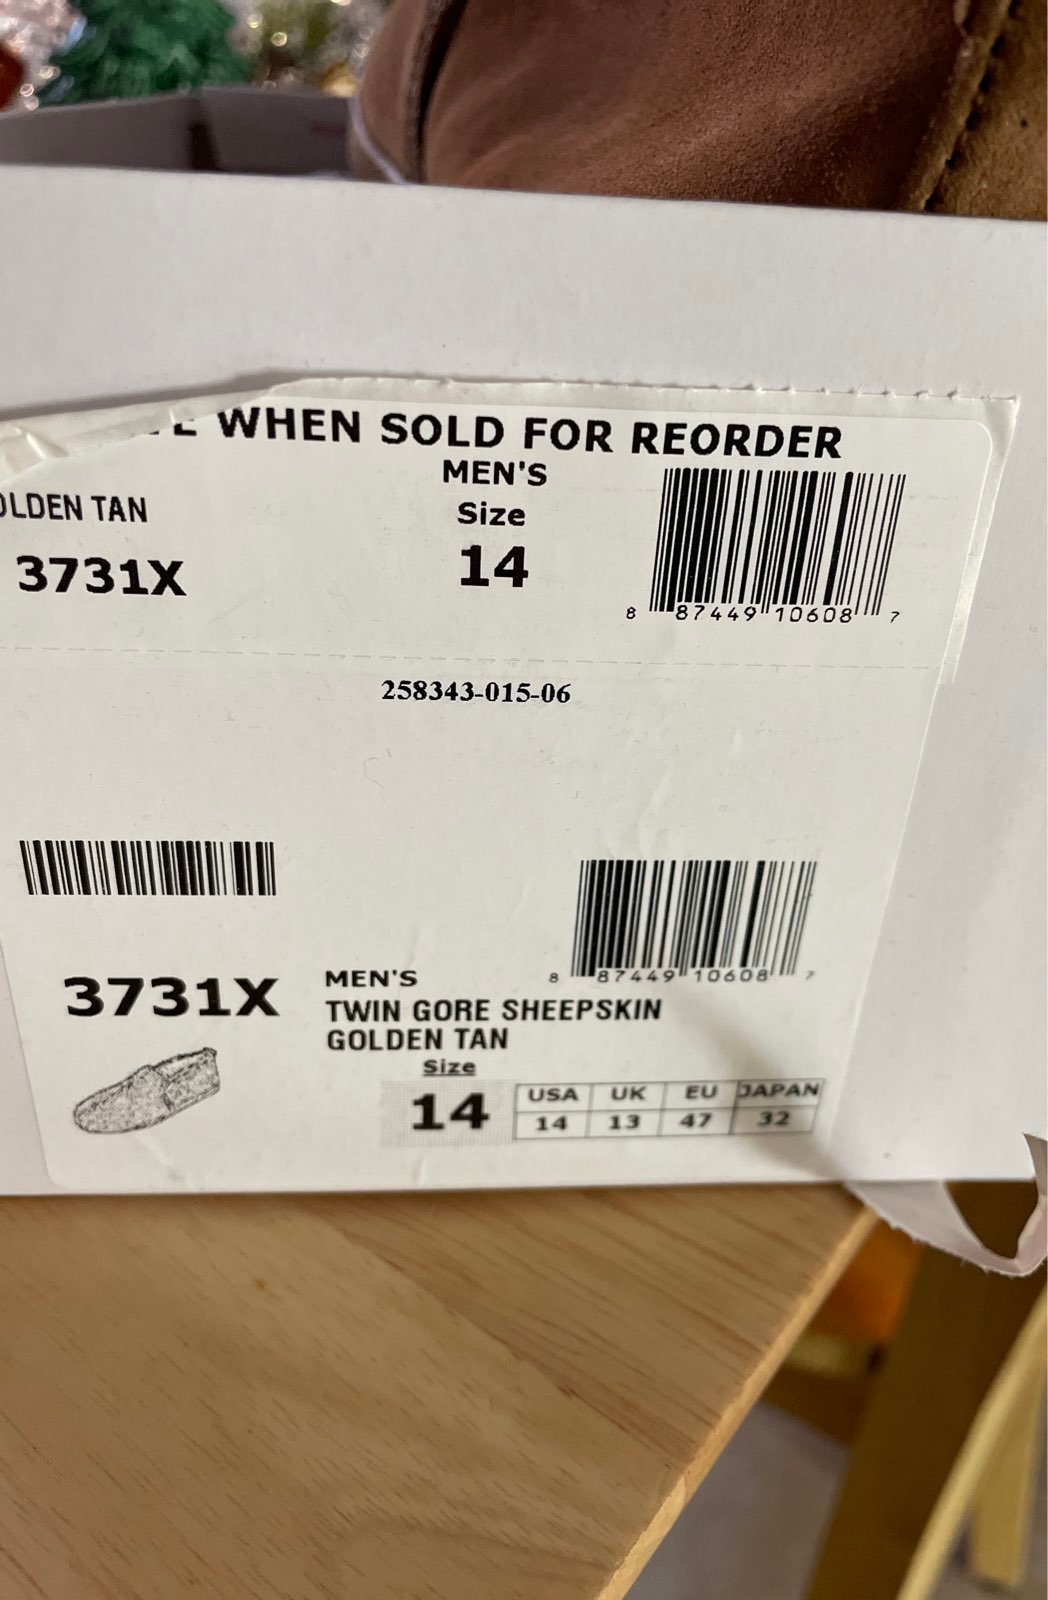 WHEN SOLD FOR REORDER
MEN'S
TAN
Size
3731X
14
8 87449 10608 7
258343-015-06
8 87449 10608 7
3731X
MEN'S
TWIN GORE SHEEPSKIN
GOLDEN TAN
Size
14
USA UK EU JAPAN
14 13 47 32